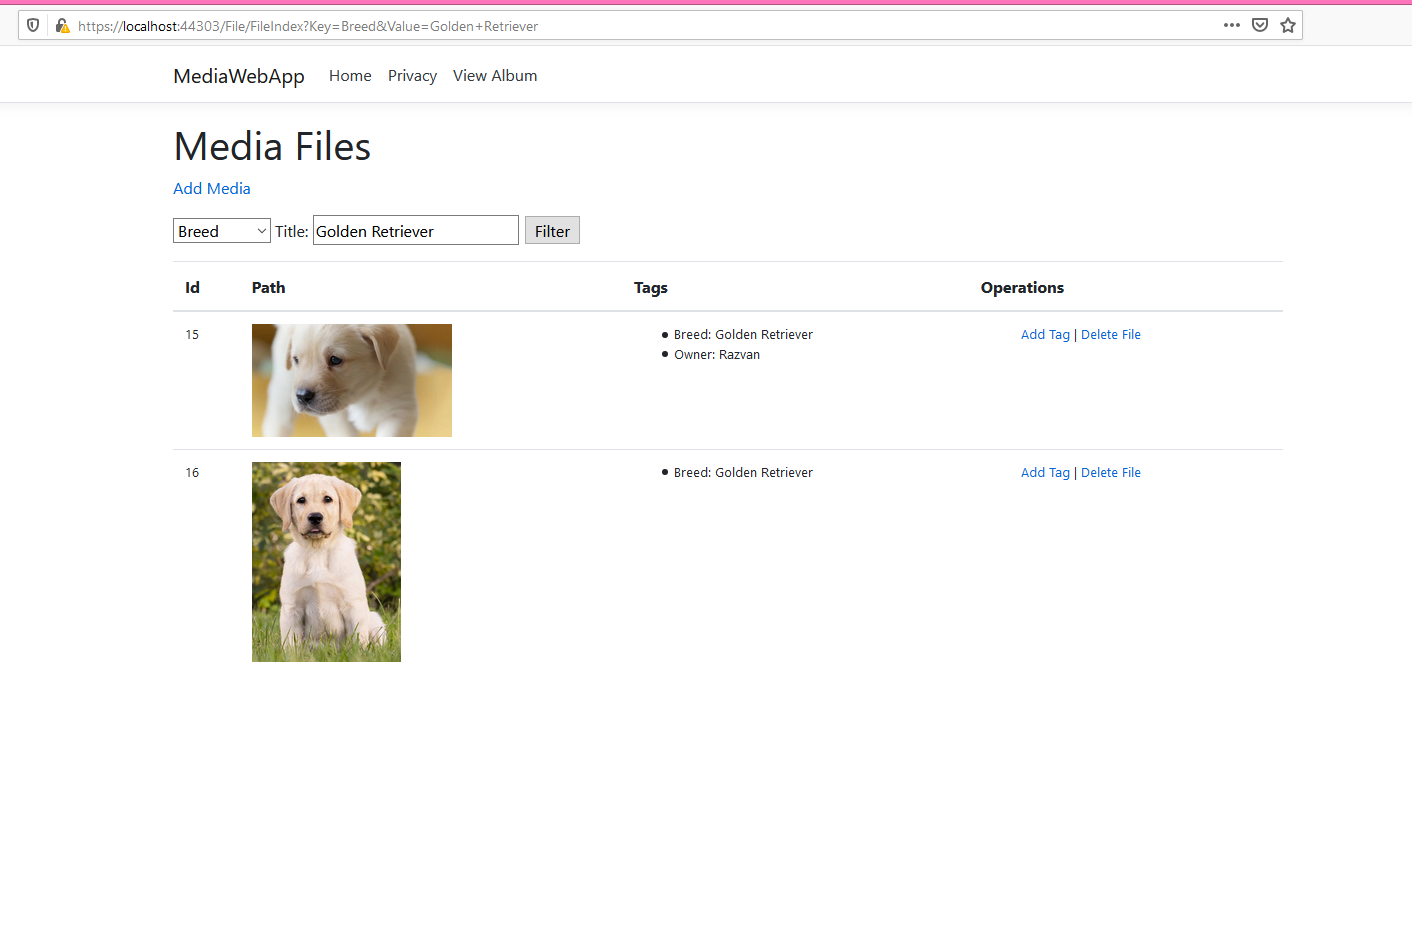 https://localhost:44303/File/FileIndex?Key=Breed&Value=Golden+Retriever
MediaWebApp Home Privacy View Album
Media Files
Add Media
Breed Title: Golden Retriever Filter
Id Path Tags Operations
15 Breed: Golden Retriever Add Tag | Delete File
Owner: Razvan
16 Breed: Golden Retriever Add Tag | Delete File